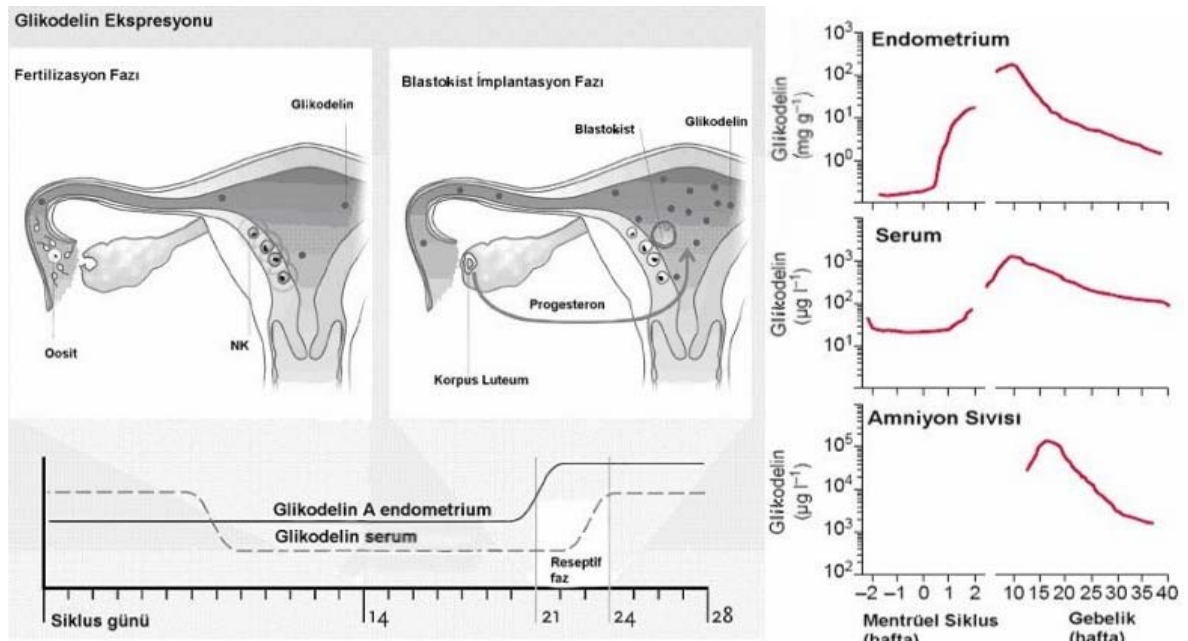 Glikodelin Ekspresyonu
Fertilizasyon Fazı
Glikodelin
Oosit
NK
Blastokist İmplantasyon Fazı
Blastokist
Glikodelin
Progesteron
Korpus Luteum
Glikodelin A endometrium
Glikodelin serum
Reseptif
faz
Siklus günü
14
21
24
28
Endometrium
Glikodelin
(mg g⁻¹)
10³
10²
10¹
10⁰
Serum
Glikodelin
(µg l⁻¹)
10³
10²
10¹
Amniyon Sıvısı
Glikodelin
(µg l⁻¹)
10⁵
10⁴
10³
10²
−2 −1 0 1 2 10 15 20 25 30 35 40
Mentrüel Siklus
(hafta)
Gebelik
(hafta)